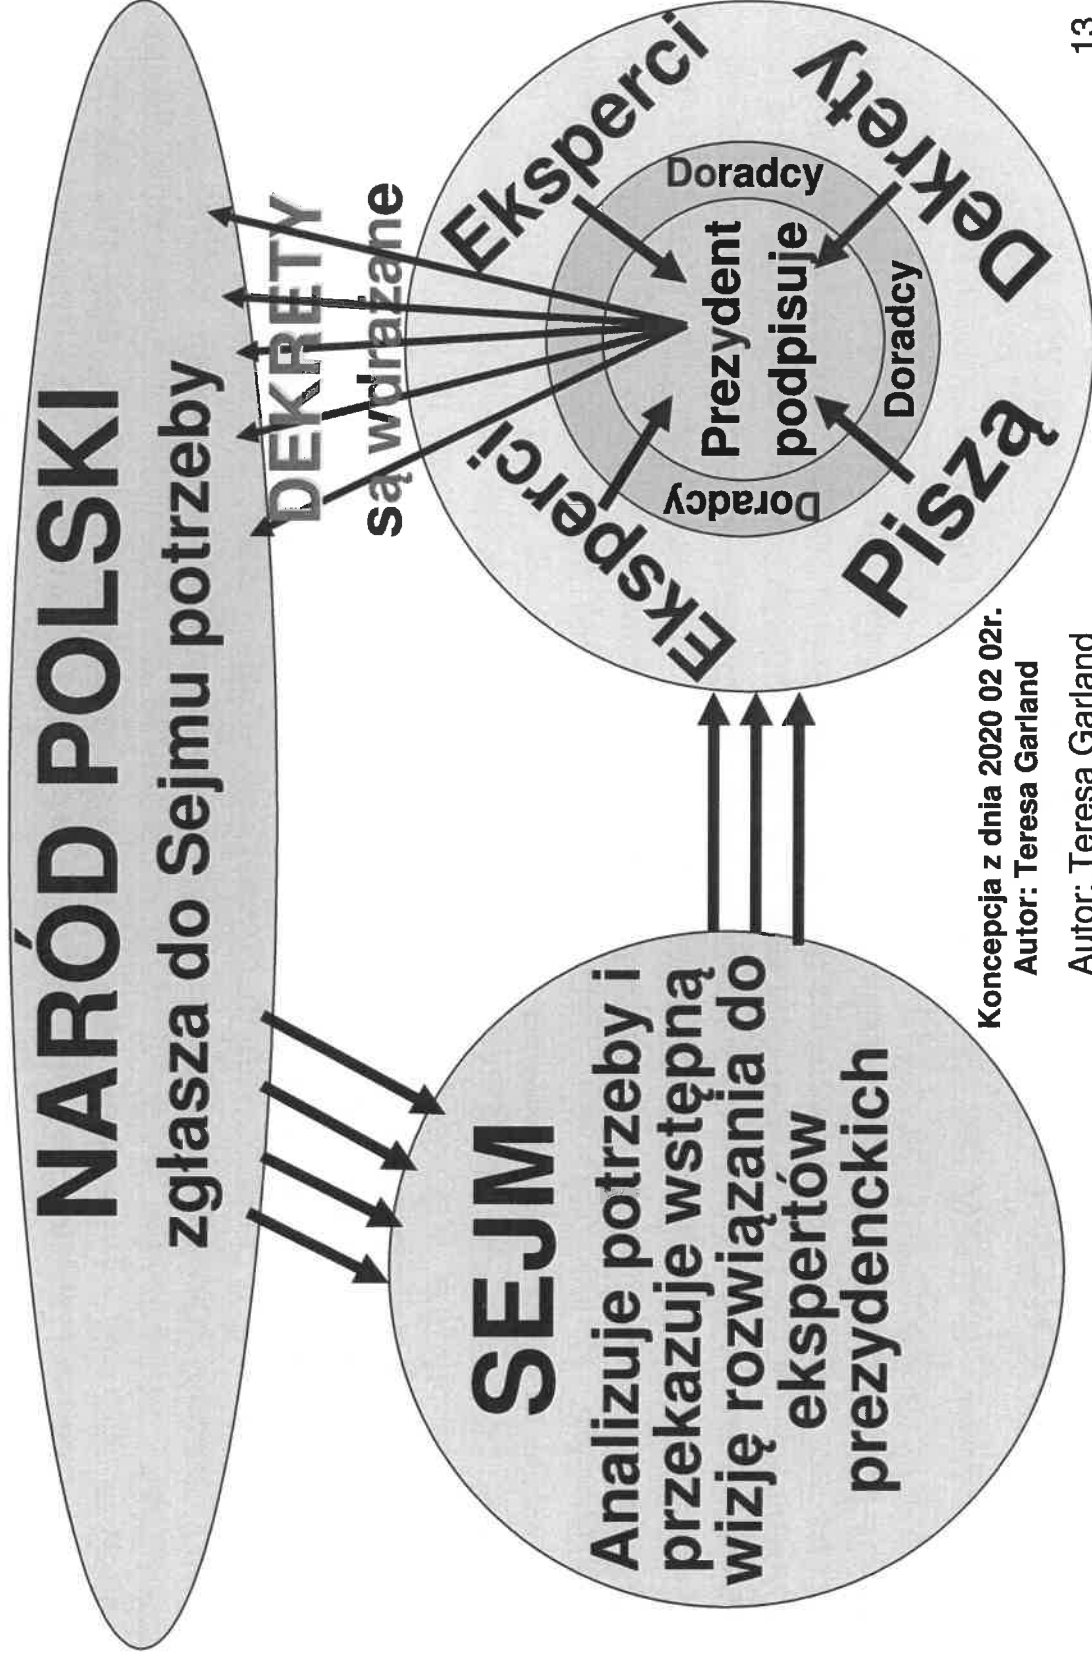 NARÓD POLSKI
zgłasza do Sejmu potrzeby
DEKRETY
są wdrażane
SEJM
Analizuje potrzeby i
przekazuje wstępną
wizję rozwiązania do
ekspertów
prezydenckich
Eksperci
Eksperci
Piszą
Dekrety
Doradcy
Doradcy
Doradcy
Prezydent
podpisuje
Koncepcja z dnia 2020 02 02r.
Autor: Teresa Garland
Autor: Teresa Garland
13